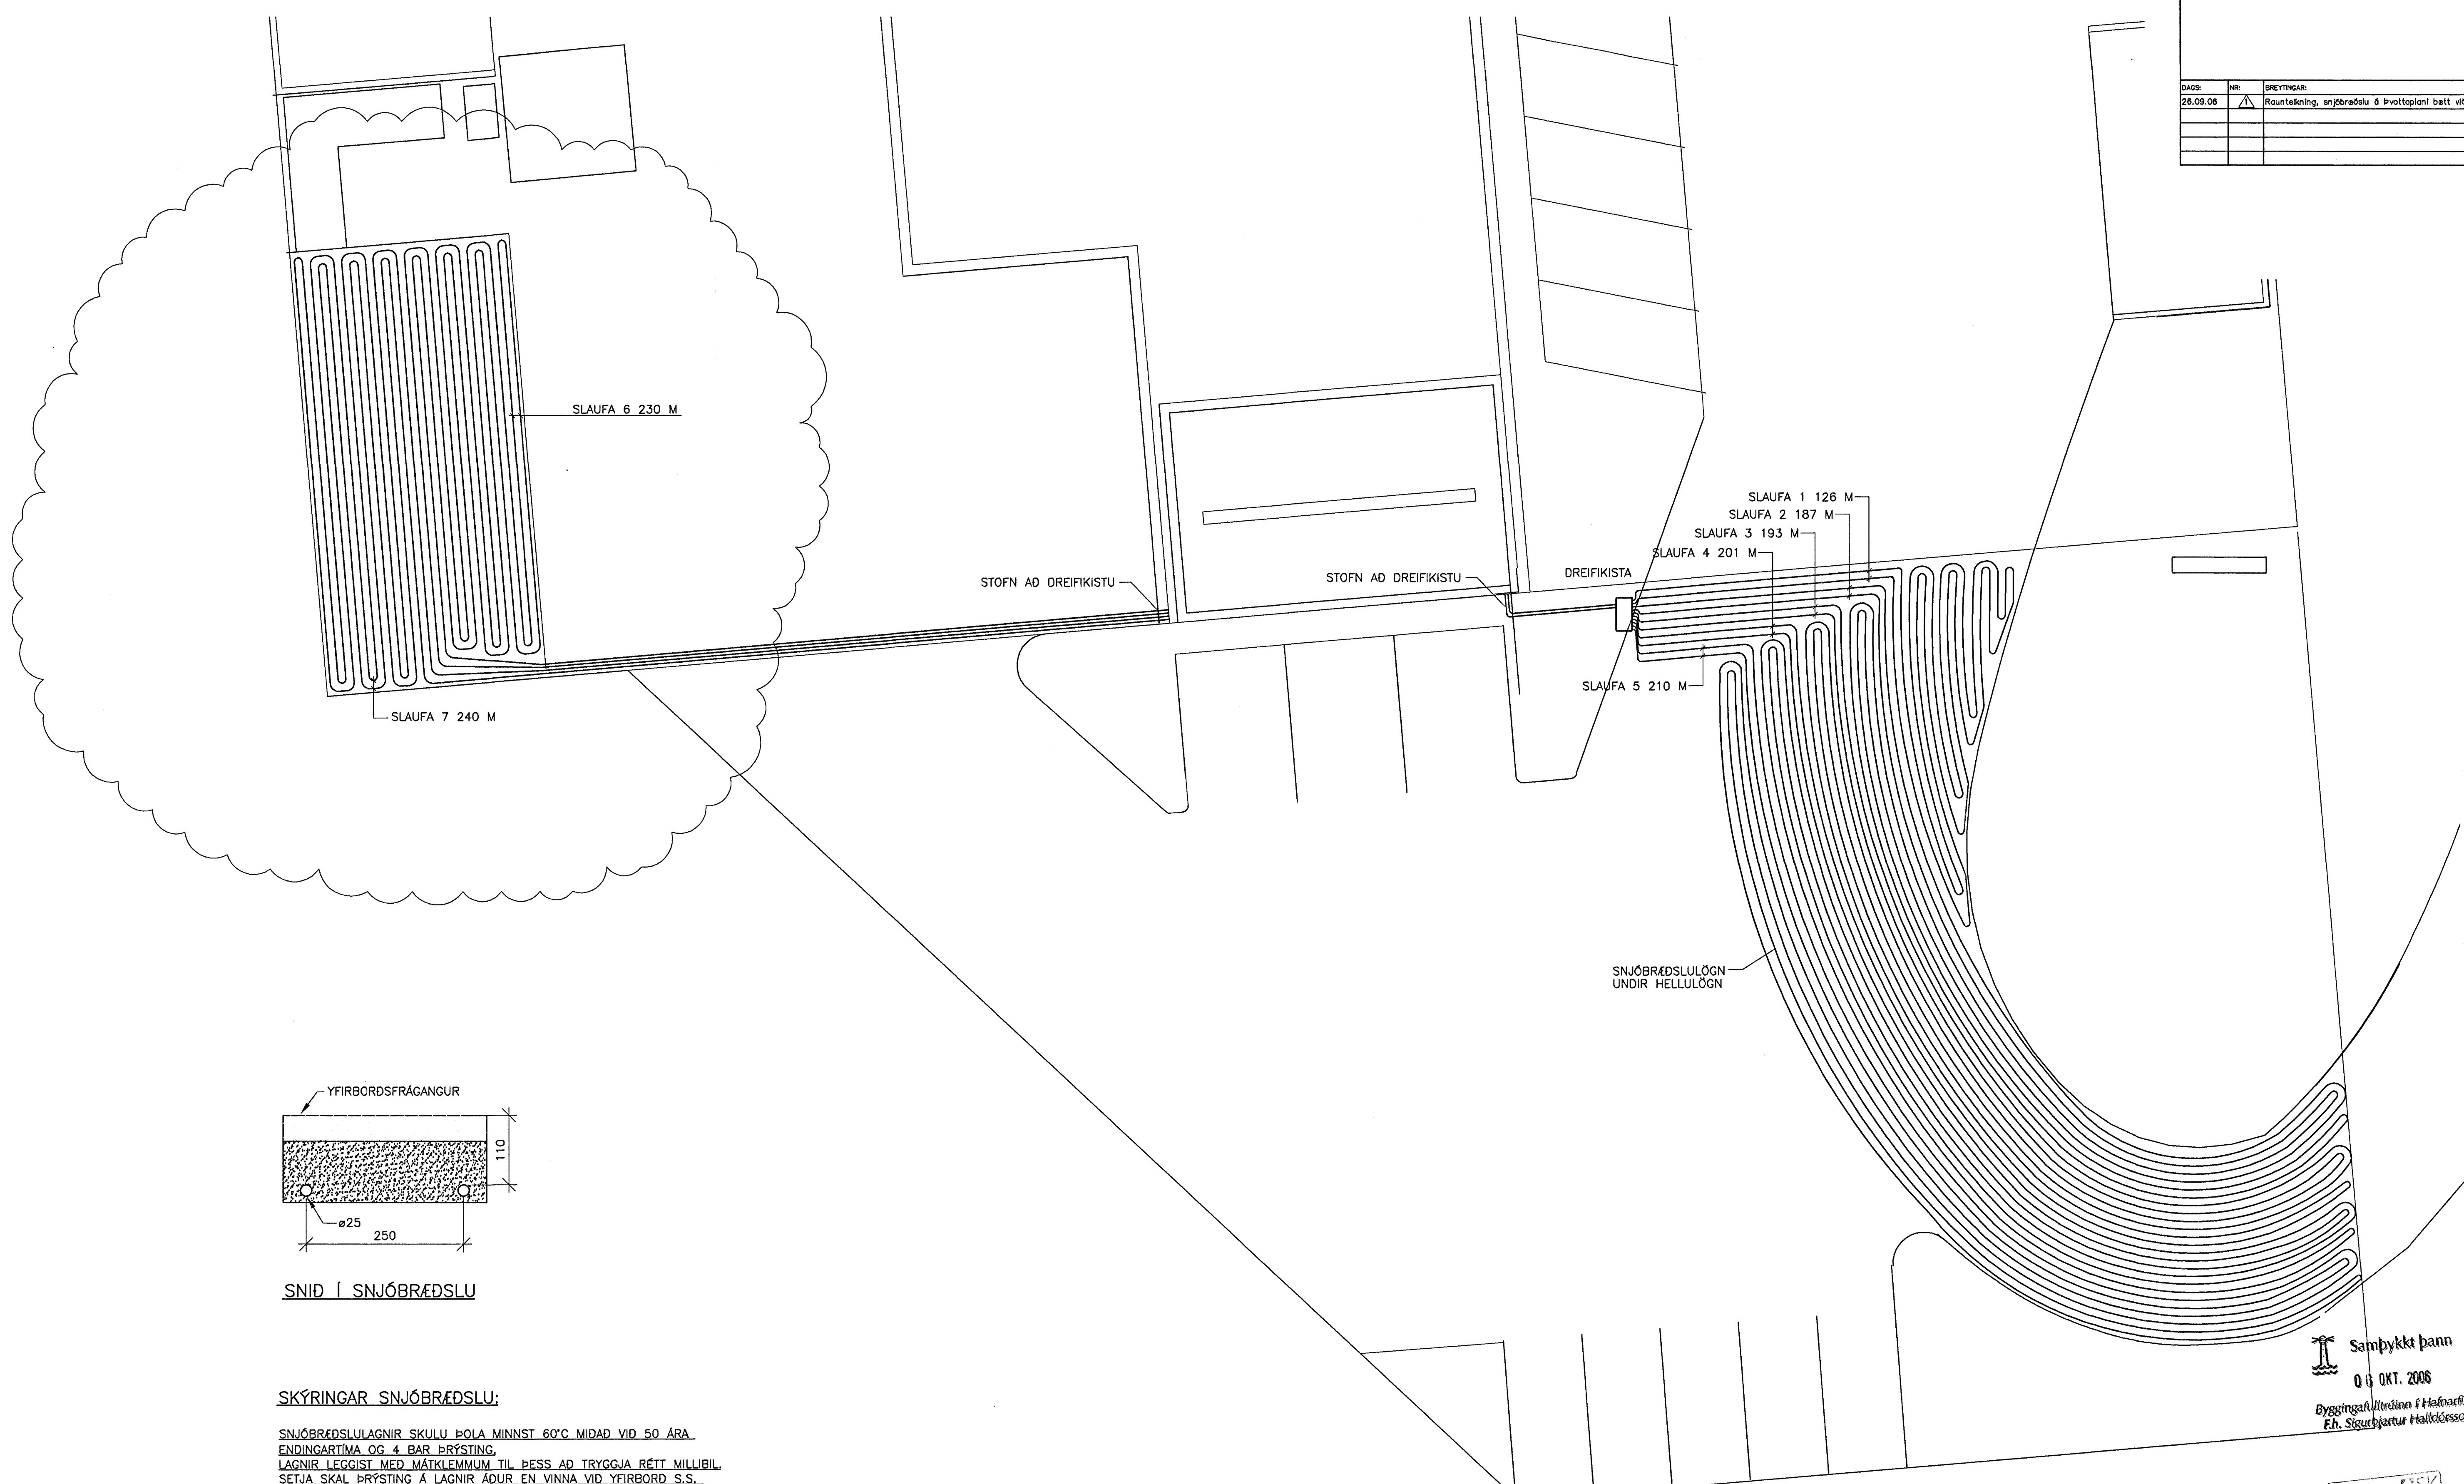 DAGS: NR: BREYTINGAR:
26.09.06 1 Raunteikning, snjóbræðslu á Þvottaplani bætt við
SLAUFA 6 230 M
SLAUFA 1 126 M
SLAUFA 2 187 M
SLAUFA 3 193 M
SLAUFA 4 201 M
STOFN AÐ DREIFIKISTU
STOFN AÐ DREIFIKISTU
DREIFIKISTA
SLAUFA 5 210 M
SLAUFA 7 240 M
SNJÓBRÆÐSLULÖGN
UNDIR HELLULÖGN
YFIRBORÐSFRÁGANGUR
110
ø25
250
SNIÐ Í SNJÓBRÆÐSLU
Samþykkt þann
OKT. 2006
Byggingafulltrúinn í
F.h. Sigurbjartur
SKÝRINGAR SNJÓBRÆÐSLU:
SNJÓBRÆÐSLULAGNIR SKULU ÞOLA MINNST 60°C MIÐAÐ VIÐ 50 ÁRA
ENDINGARTÍMA OG 4 BAR ÞRÝSTING.
LAGNIR LEGGIST MEÐ MÁTKLEMMUM TIL ÞESS AÐ TRYGGJA RÉTT MILLIBIL.
SETJA SKAL ÞRÝSTING Á LAGNIR ÁÐUR EN VINNA VIÐ YFIRBORÐ S.S.